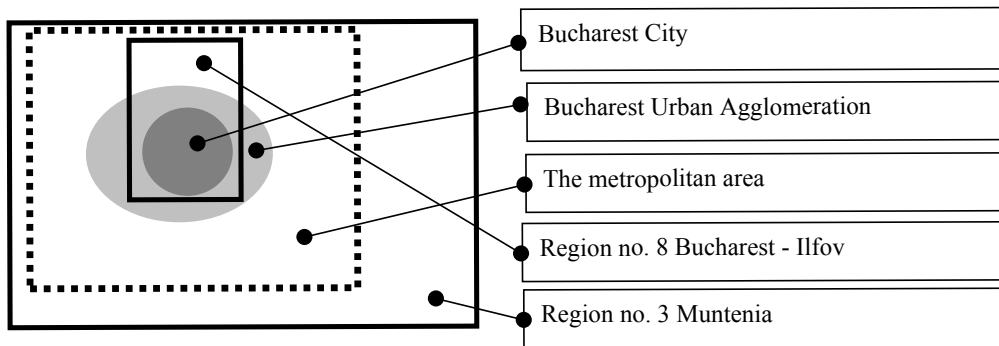 Bucharest City
Bucharest Urban Agglomeration
The metropolitan area
Region no. 8 Bucharest - Ilfov
Region no. 3 Muntenia